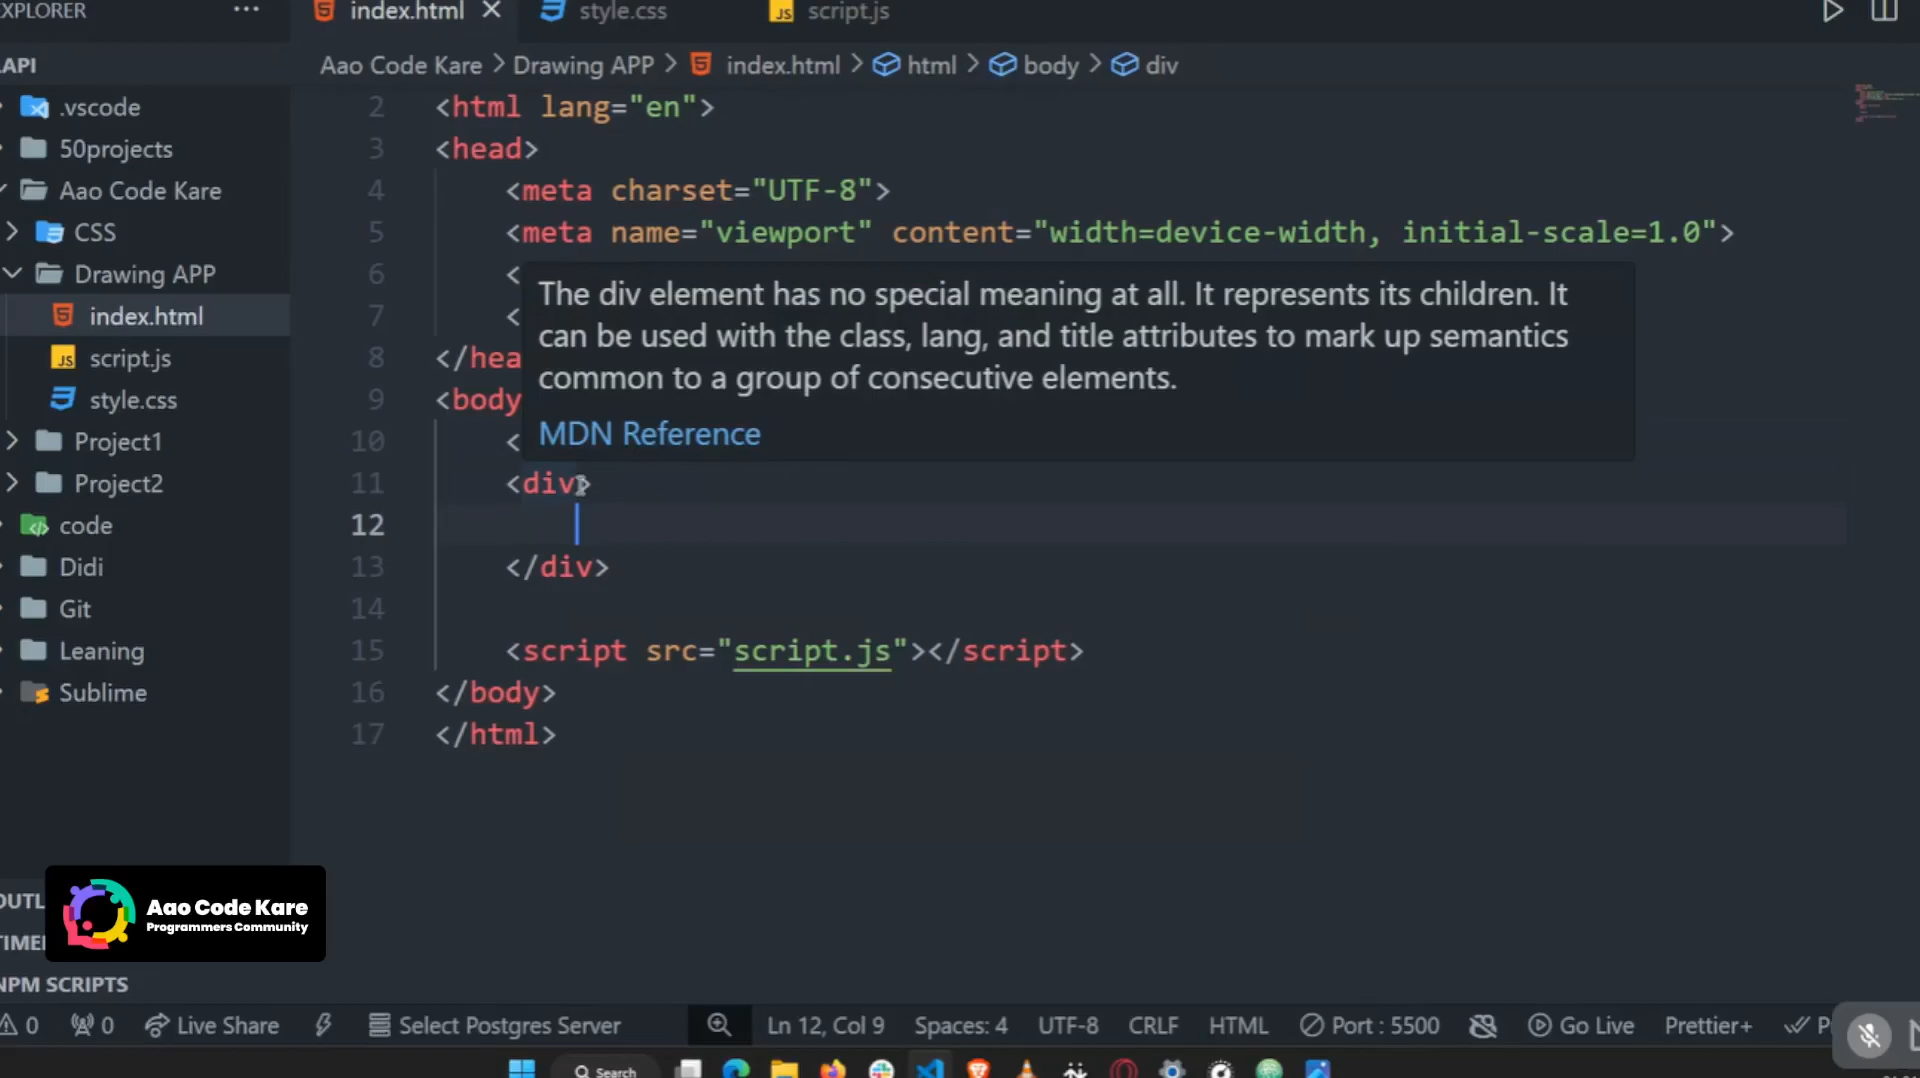 EXPLORER
index.html
style.css
script.js
API
Aao Code Kare > Drawing APP > index.html > html > body > div
.vscode
50projects
Aao Code Kare
CSS
Drawing APP
index.html
script.js
style.css
Project1
Project2
code
Didi
Git
Leaning
Sublime
2 <html lang="en">
3 <head>
4 <meta charset="UTF-8">
5 <meta name="viewport" content="width=device-width, initial-scale=1.0">
6 <
7 <
8 </hea
9 <body
10 <
11 <div>
12
13 </div>
14
15 <script src="script.js"></script>
16 </body>
17 </html>
The div element has no special meaning at all. It represents its children. It
can be used with the class, lang, and title attributes to mark up semantics
common to a group of consecutive elements.
MDN Reference
OUTL
TIME
NPM SCRIPTS
Aao Code Kare
Programmers Community
0 0 Live Share Select Postgres Server Ln 12, Col 9 Spaces: 4 UTF-8 CRLF HTML Port : 5500 Go Live Prettier+
Search